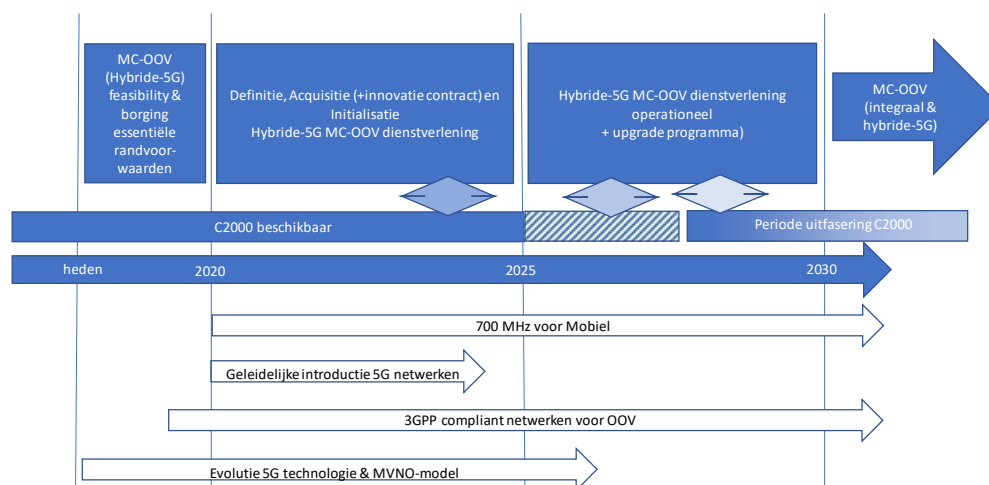 MC-OOV
(Hybride-5G)
feasibility &
borging
essentiële
randvoor-
waarden
Definitie, Acquisitie (+innovatie contract) en
Initialisatie
Hybride-5G MC-OOV dienstverlening
Hybride-5G MC-OOV dienstverlening
operationeel
+ upgrade programma)
MC-OOV
(integraal &
hybride-5G)
C2000 beschikbaar
Periode uitfasering C2000
heden
2020
2025
2030
700 MHz voor Mobiel
Geleidelijke introductie 5G netwerken
3GPP compliant netwerken voor OOV
Evolutie 5G technologie & MVNO-model